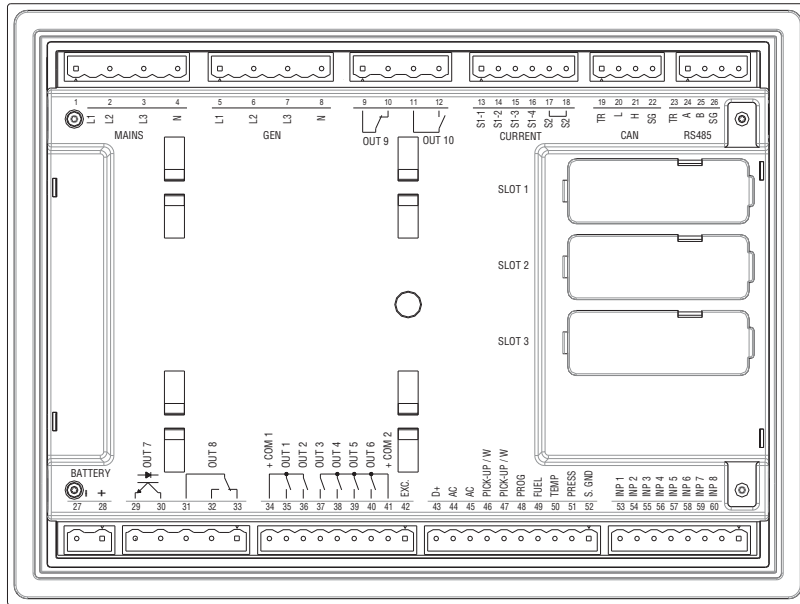 1 2 3 4 5 6 7 8 9 10 11 12 13 14 15 16 17 18 19 20 21 22 23 24 25 26
L1 L2 L3 N L1 L2 L3 N S1-1 S1-2 S1-3 S1-4 S2 S2 TR L H SG TR A B SG
MAINS GEN OUT 9 OUT 10 CURRENT CAN RS485
SLOT 1
SLOT 2
SLOT 3
BATTERY OUT 7 OUT 8 + COM 1 OUT 1 OUT 2 OUT 3 OUT 4 OUT 5 OUT 6 + COM 2 EXC. D+ AC AC PICK-UP / W PICK-UP / W PROG FUEL TEMP PRESS S. GND INP 1 INP 2 INP 3 INP 4 INP 5 INP 6 INP 7 INP 8
- +
27 28 29 30 31 32 33 34 35 36 37 38 39 40 41 42 43 44 45 46 47 48 49 50 51 52 53 54 55 56 57 58 59 60